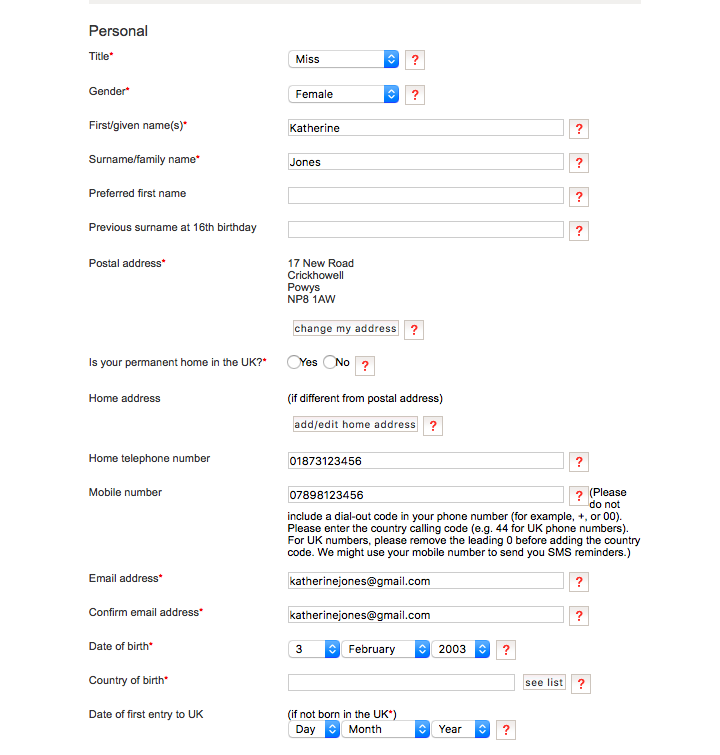 Personal
Title*
Miss
?
Gender*
Female
?
First/given name(s)*
Katherine
?
Surname/family name*
Jones
?
Preferred first name
?
Previous surname at 16th birthday
?
Postal address*
17 New Road
Crickhowell
Powys
NP8 1AW
change my address
?
Is your permanent home in the UK?*
Yes
No
?
Home address
(if different from postal address)
add/edit home address
?
Home telephone number
01873123456
?
Mobile number
07898123456
?
(Please
do not
include a dial-out code in your phone number (for example, +, or 00).
Please enter the country calling code (e.g. 44 for UK phone numbers).
For UK numbers, please remove the leading 0 before adding the country
code. We might use your mobile number to send you SMS reminders.)
Email address*
katherinejones@gmail.com
?
Confirm email address*
katherinejones@gmail.com
?
Date of birth*
3
February
2003
?
Country of birth*
see list
?
Date of first entry to UK
(if not born in the UK*)
Day
Month
Year
?